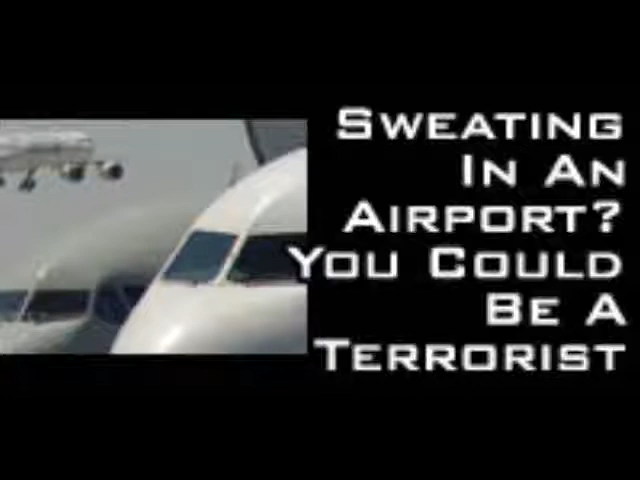 Sweating
In An
Airport?
You Could
Be A
Terrorist